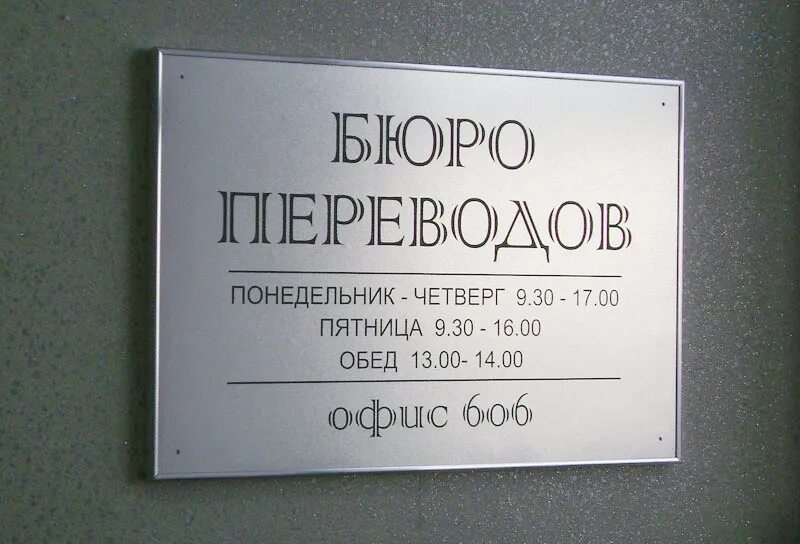 БЮРО
ПЕРЕВОДОВ
ПОНЕДЕЛЬНИК - ЧЕТВЕРГ 9.30 - 17.00
ПЯТНИЦА 9.30 - 16.00
ОБЕД 13.00- 14.00
офис 606